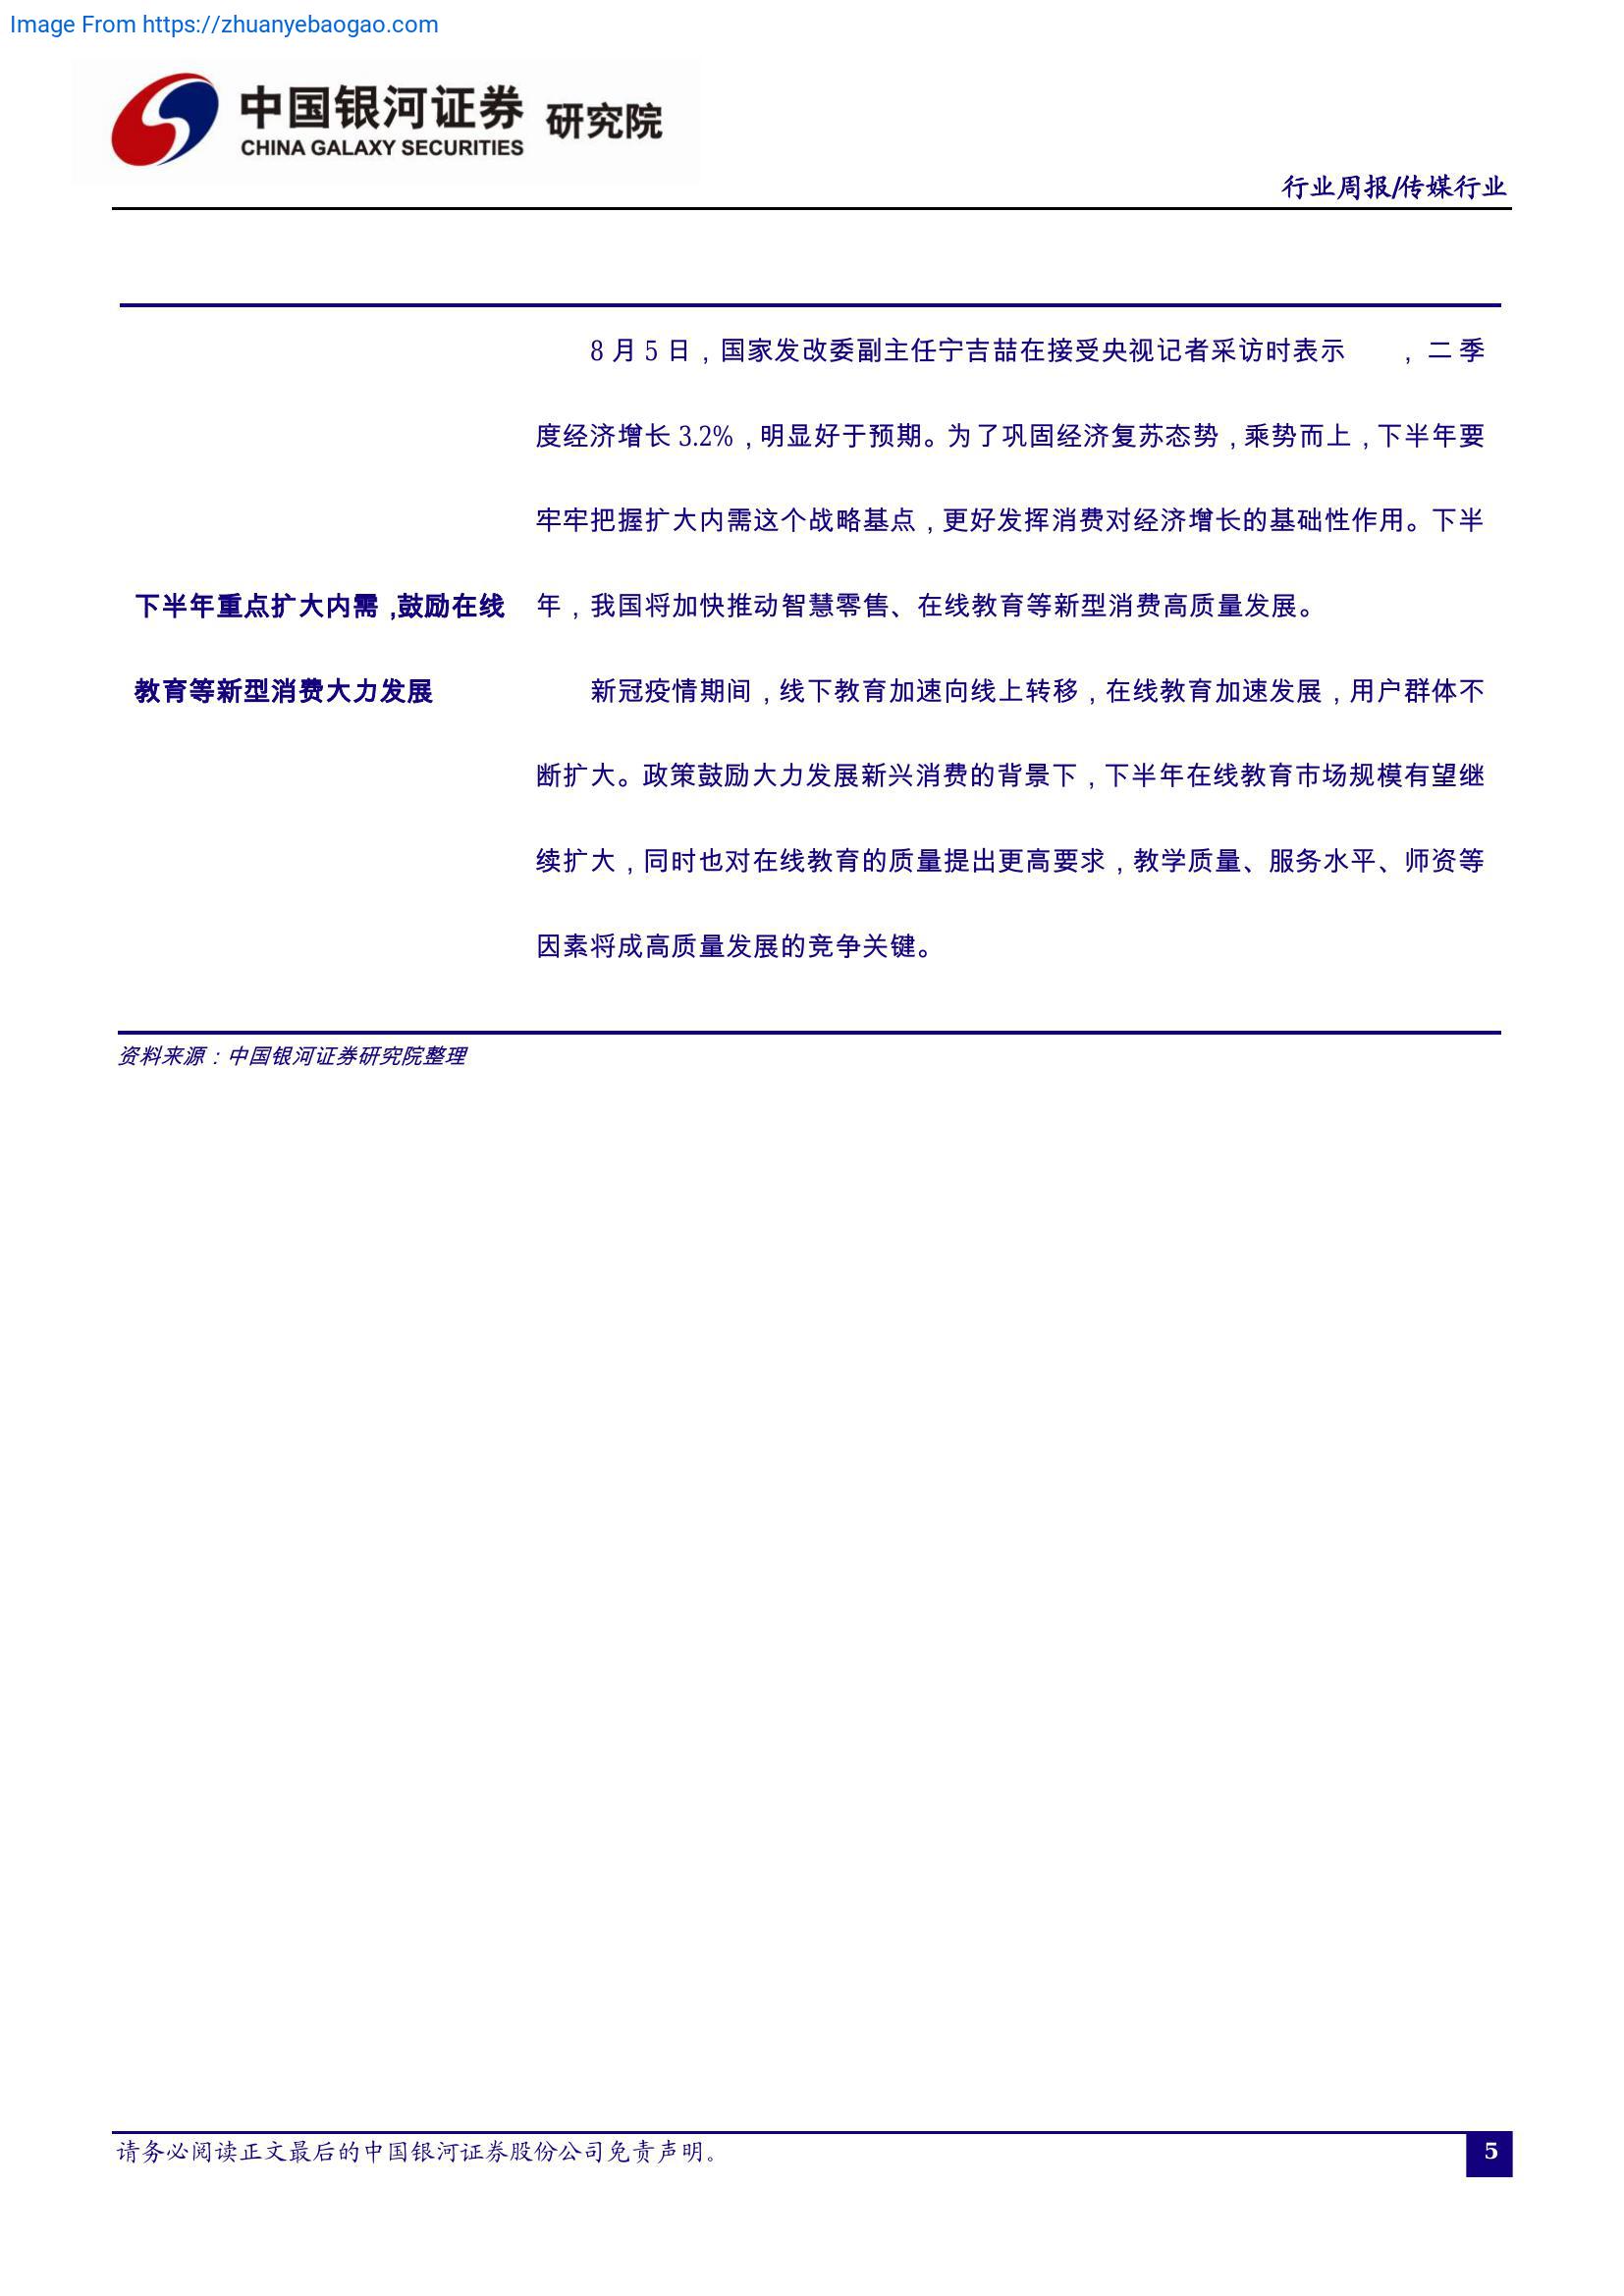 Image From https://zhuanyebaogao.com
中国银河证券 研究院
CHINA GALAXY SECURITIES
行业周报/传媒行业
下半年重点扩大内需,鼓励在线
教育等新型消费大力发展
8 月 5 日,国家发改委副主任宁吉喆在接受央视记者采访时表示,二季
度经济增长 3.2%,明显好于预期。为了巩固经济复苏态势,乘势而上,下半年要
牢牢把握扩大内需这个战略基点,更好发挥消费对经济增长的基础性作用。下半
年,我国将加快推动智慧零售、在线教育等新型消费高质量发展。
新冠疫情期间,线下教育加速向线上转移,在线教育加速发展,用户群体不
断扩大。政策鼓励大力发展新兴消费的背景下,下半年在线教育市场规模有望继
续扩大,同时也对在线教育的质量提出更高要求,教学质量、服务水平、师资等
因素将成高质量发展的竞争关键。
资料来源:中国银河证券研究院整理
请务必阅读正文最后的中国银河证券股份公司免责声明。
5